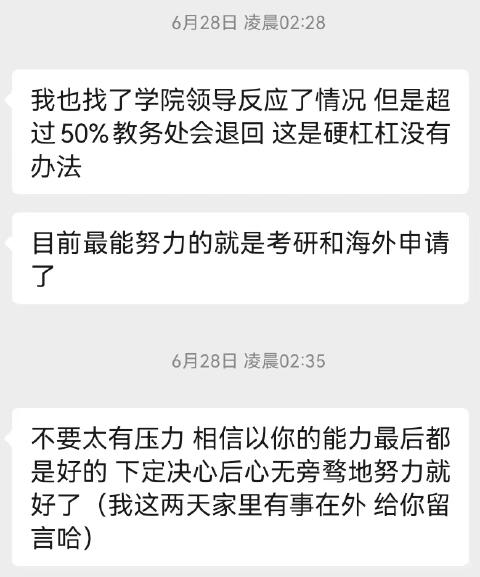 6月28日 凌晨02:28
我也找了学院领导反应了情况 但是超
过50%教务处会退回 这是硬杠杠没有
办法
目前最能努力的就是考研和海外申请
了
6月28日 凌晨02:35
不要太有压力 相信以你的能力最后都
是好的 下定决心后心无旁骛地努力就
好了（我这两天家里有事在外 给你留
言哈）